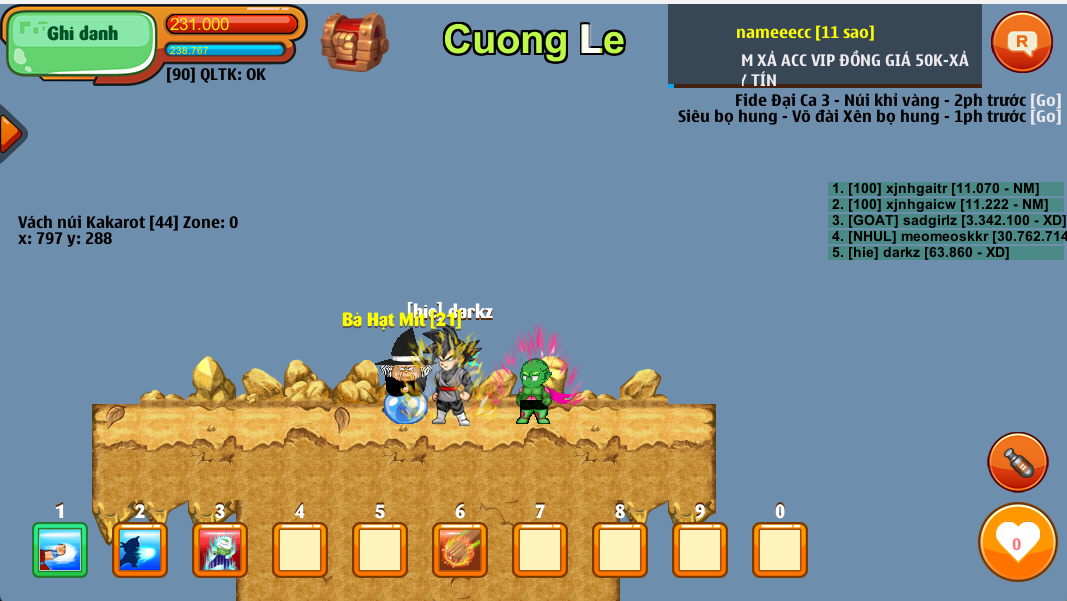 Ghi danh
231.000
238.767
[90] QLTK: OK
Cuong Le
nameeecc [11 sao]
M XẢ ACC VIP ĐỒNG GIÁ 50K-XẢ
Y TÍN
R
Fide Đại Ca 3 - Núi khỉ vàng - 2ph trước [Go]
Siêu bọ hung - Võ đài Xên bọ hung - 1ph trước [Go]
1. [100] xjnhgaitr [11.070 - NM]
2. [100] xjnhgaicw [11.222 - NM]
3. [GOAT] sadgirlz [3.342.100 - XD]
4. [NHUL] meomeoskkr [30.762.714
5. [hie] darkz [63.860 - XD]
Vách núi Kakarot [44] Zone: 0
x: 797 y: 288
[hie] darkz
Bà Hạt Mít [21]
1 2 3 4 5 6 7 8 9 0
0